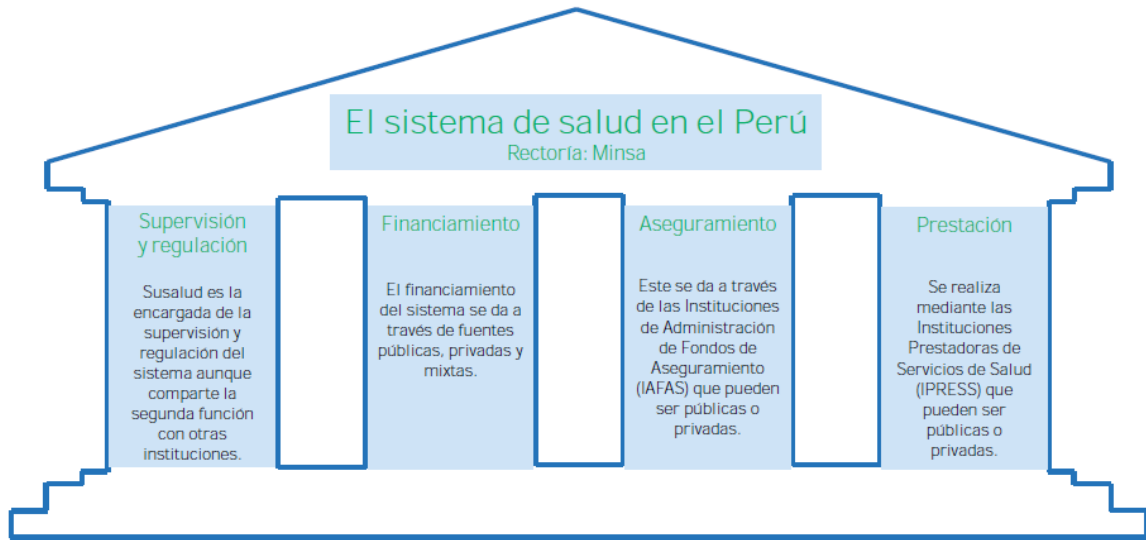 El sistema de salud en el Perú
Rectoría: Minsa
Supervisión
y regulación
Susalud es la
encargada de la
supervisión y
regulación del
sistema aunque
comparte la
segunda función
con otras
instituciones.
Financiamiento
El financiamiento
del sistema se da a
través de fuentes
públicas, privadas y
mixtas.
Aseguramiento
Este se da a través
de las Instituciones
de Administración
de Fondos de
Aseguramiento
(IAFAS) que pueden
ser públicas o
privadas.
Prestación
Se realiza
mediante las
Instituciones
Prestadoras de
Servicios de Salud
(IPRESS) que
pueden ser
públicas o
privadas.